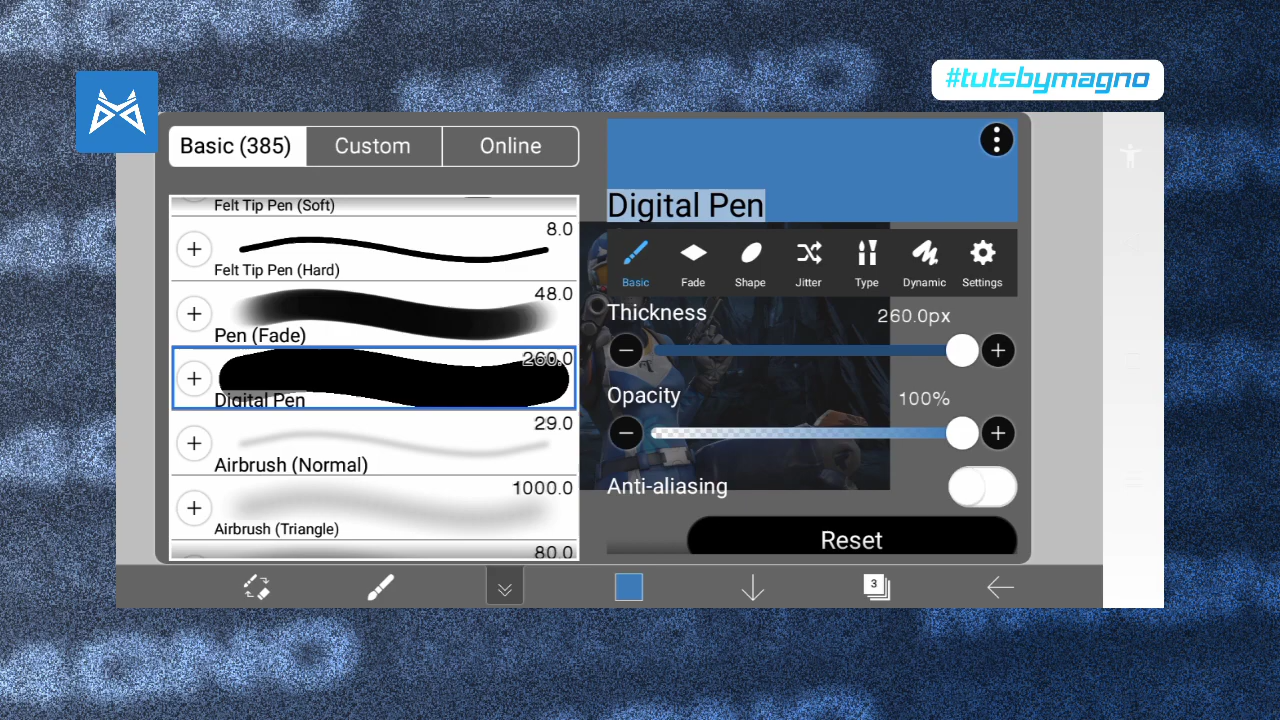 #tutsbymagno
Basic (385)
Custom
Online
Felt Tip Pen (Soft)
8.0
Felt Tip Pen (Hard)
48.0
Pen (Fade)
260.0
Digital Pen
29.0
Airbrush (Normal)
1000.0
Airbrush (Triangle)
80.0
Digital Pen
Basic
Fade
Shape
Jitter
Type
Dynamic
Settings
Thickness
260.0px
Opacity
100%
Anti-aliasing
Reset
3